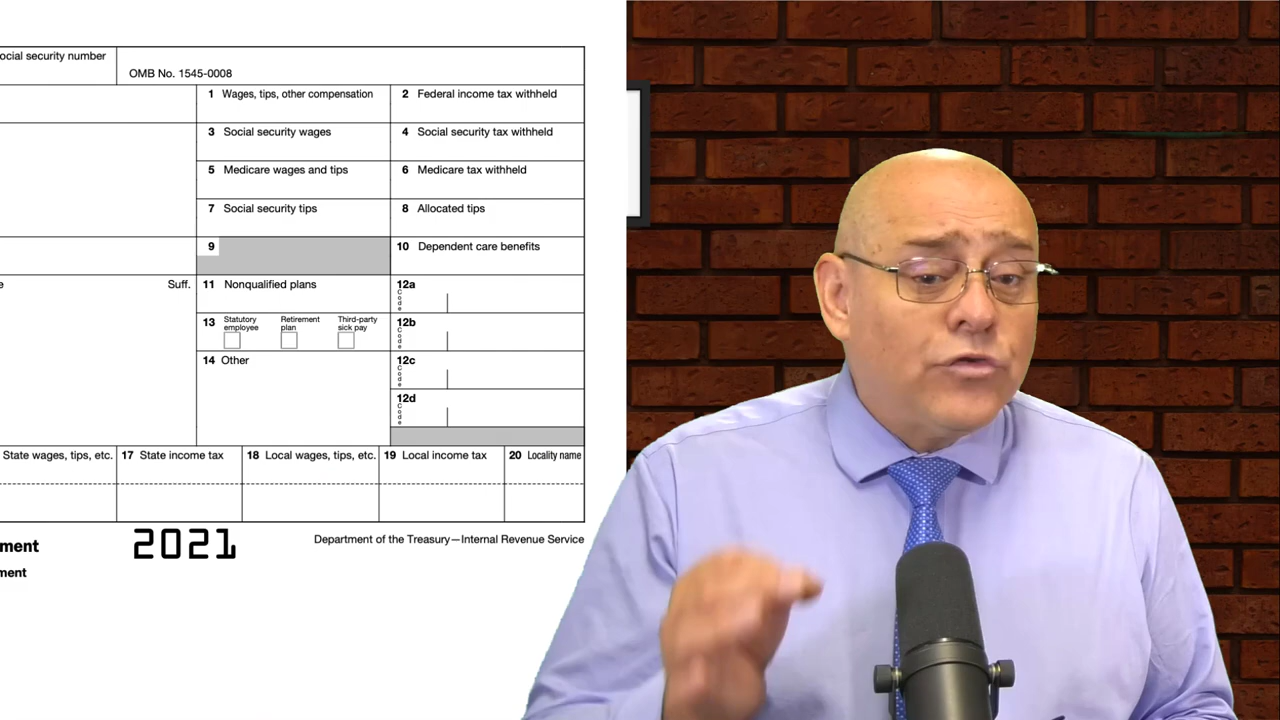 ocial security number
OMB No. 1545-0008
1 Wages, tips, other compensation
2 Federal income tax withheld
3 Social security wages
4 Social security tax withheld
5 Medicare wages and tips
6 Medicare tax withheld
7 Social security tips
8 Allocated tips
9
10 Dependent care benefits
e
Suff.
11 Nonqualified plans
12a
Code
13
Statutory
employee
Retirement
plan
Third-party
sick pay
12b
Code
14 Other
12c
Code
12d
Code
State wages, tips, etc.
17 State income tax
18 Local wages, tips, etc.
19 Local income tax
20 Locality name
ment
2021
Department of the Treasury—Internal Revenue Service
ment